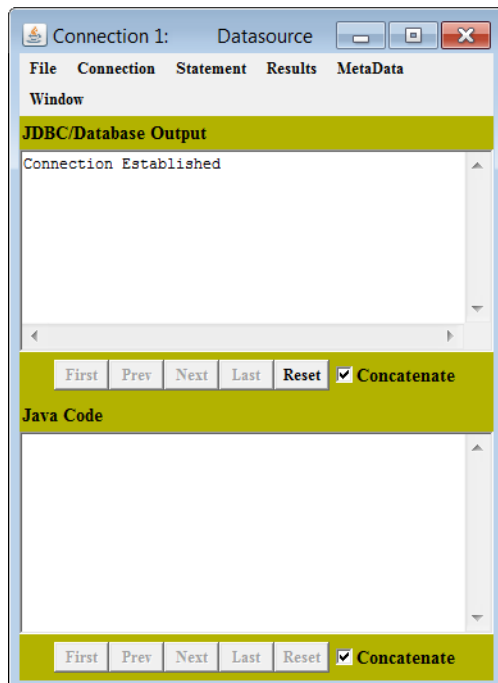 Connection 1: Datasource
File Connection Statement Results MetaData
Window
JDBC/Database Output
Connection Established
First Prev Next Last Reset Concatenate
Java Code
First Prev Next Last Reset Concatenate